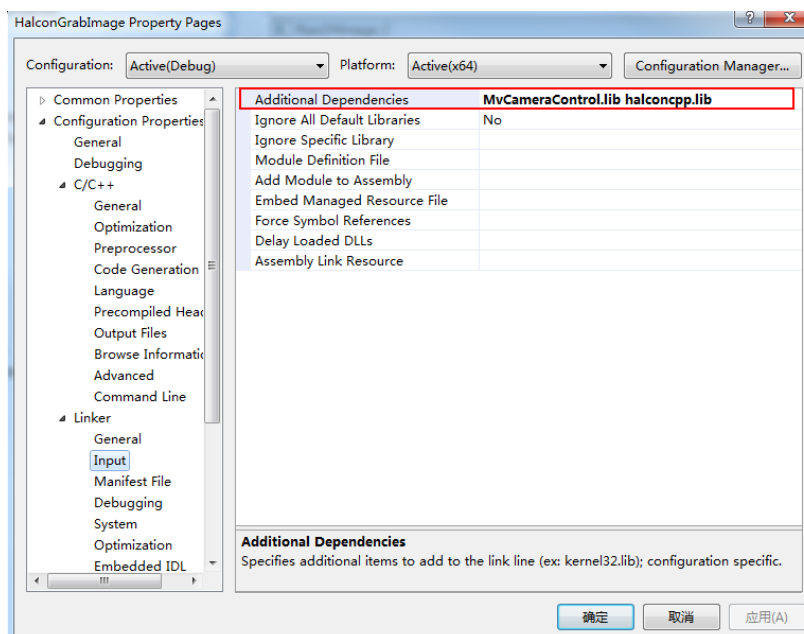 HalconGrabImage Property Pages
Configuration: Active(Debug) Platform: Active(x64) Configuration Manager...
Common Properties
Configuration Properties
General
Debugging
C/C++
General
Optimization
Preprocessor
Code Generation
Language
Precompiled Head
Output Files
Browse Informatic
Advanced
Command Line
Linker
General
Input
Manifest File
Debugging
System
Optimization
Embedded IDL
Additional Dependencies MvCameraControl.lib halconcpp.lib
Ignore All Default Libraries No
Ignore Specific Library
Module Definition File
Add Module to Assembly
Embed Managed Resource File
Force Symbol References
Delay Loaded DLLs
Assembly Link Resource
Additional Dependencies
Specifies additional items to add to the link line (ex: kernel32.lib); configuration specific.
确定 取消 应用(A)